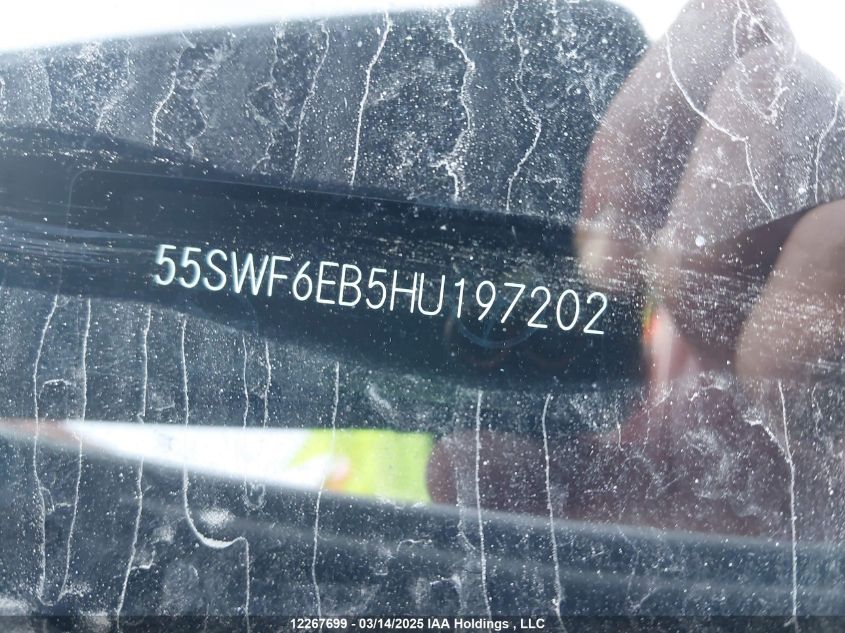 55SWF6EB5HU197202
12267699 - 03/14/2025 IAA Holdings , LLC